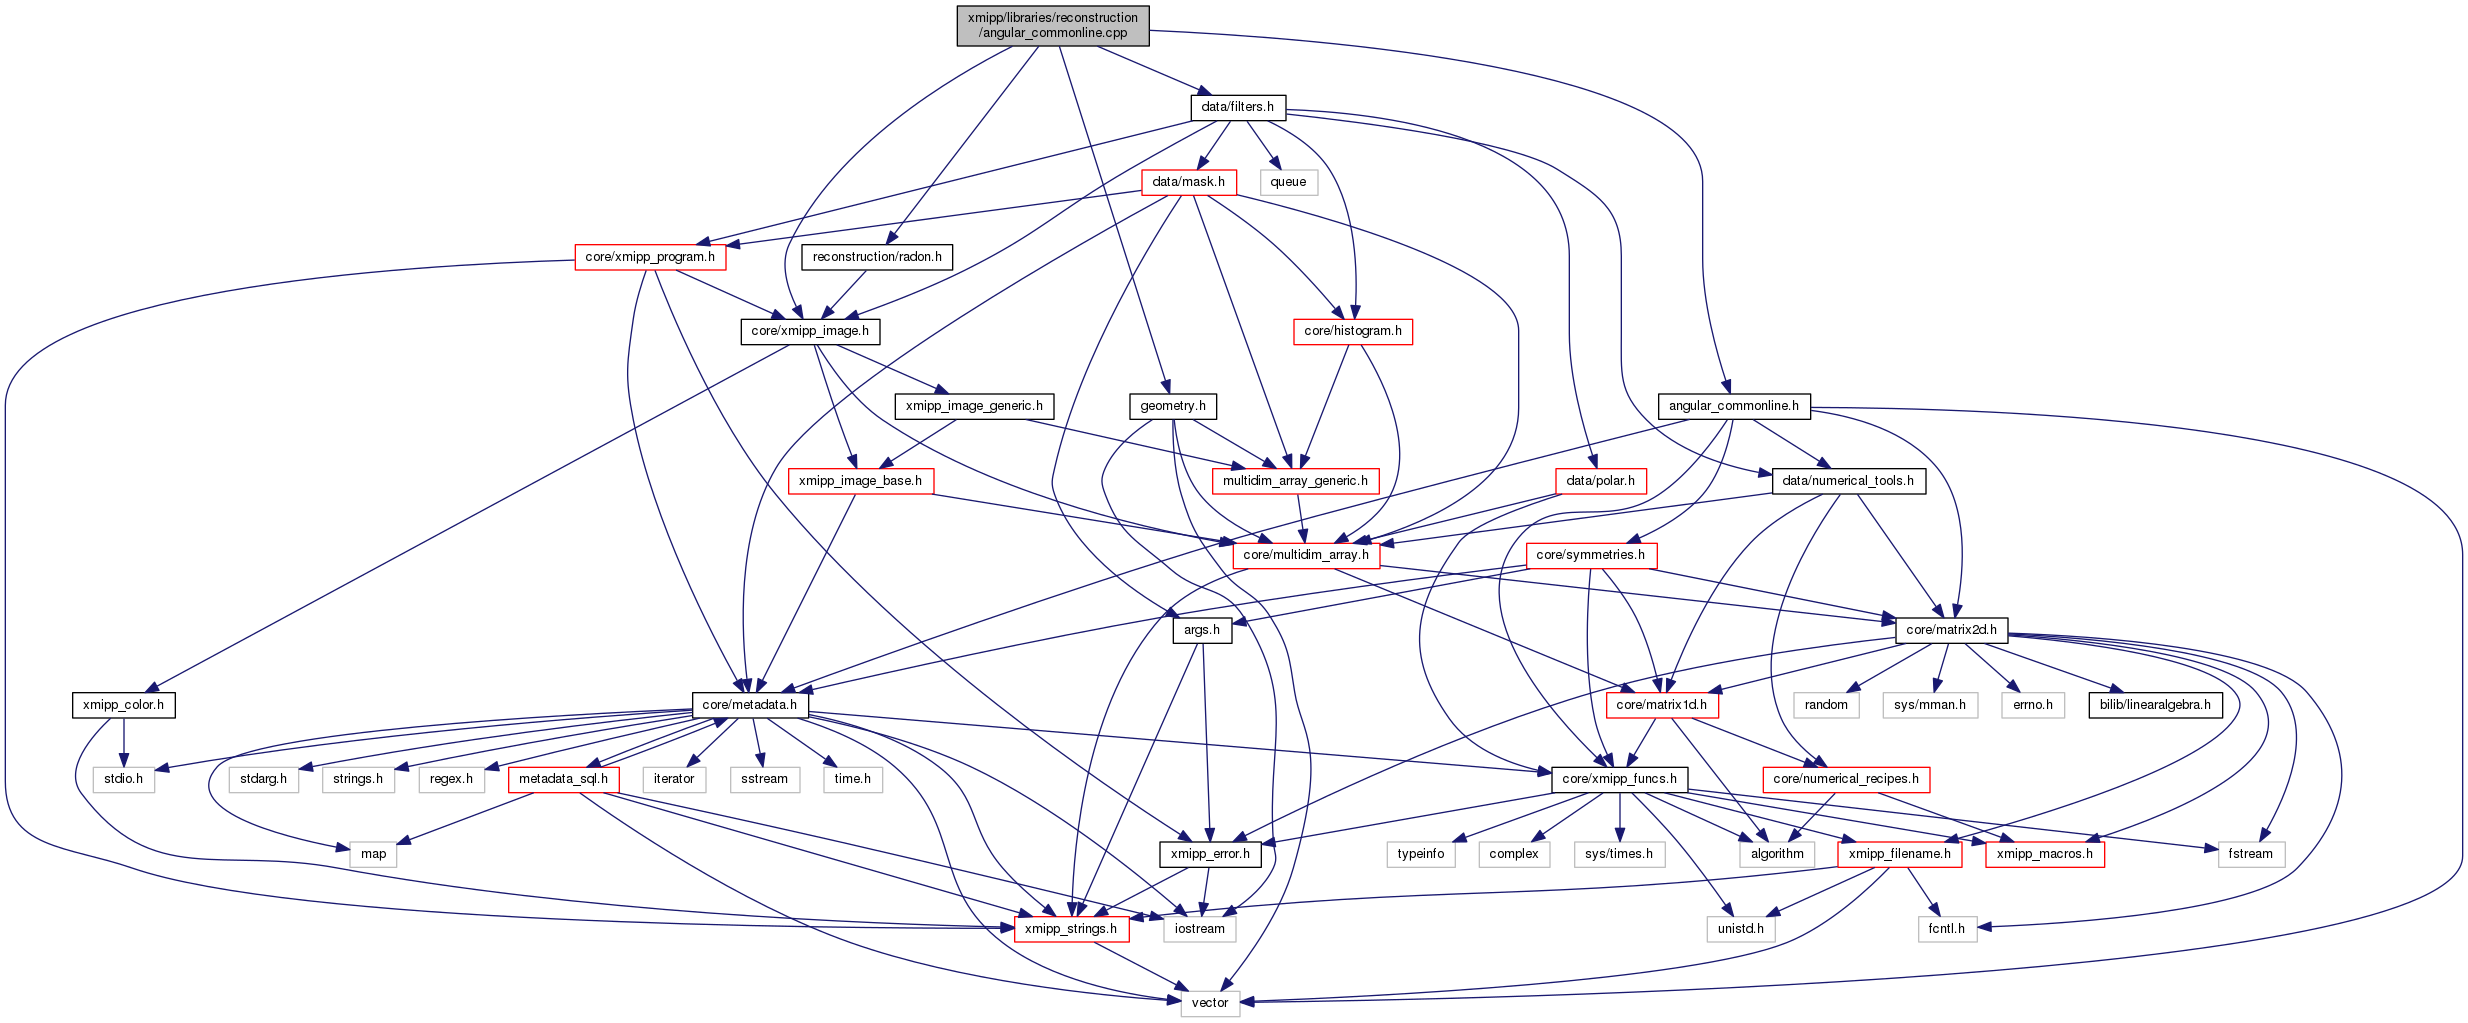 xmipp/libraries/reconstruction
/angular_commonline.cpp
data/filters.h
data/mask.h
queue
core/xmipp_program.h
reconstruction/radon.h
core/xmipp_image.h
core/histogram.h
xmipp_image_generic.h
geometry.h
angular_commonline.h
xmipp_image_base.h
multidim_array_generic.h
data/polar.h
data/numerical_tools.h
core/multidim_array.h
core/symmetries.h
args.h
core/matrix2d.h
xmipp_color.h
core/metadata.h
core/matrix1d.h
random
sys/mman.h
errno.h
bilib/linearalgebra.h
stdio.h
stdarg.h
strings.h
regex.h
metadata_sql.h
iterator
sstream
time.h
core/xmipp_funcs.h
core/numerical_recipes.h
map
xmipp_error.h
typeinfo
complex
sys/times.h
algorithm
xmipp_filename.h
xmipp_macros.h
fstream
xmipp_strings.h
iostream
unistd.h
fcntl.h
vector